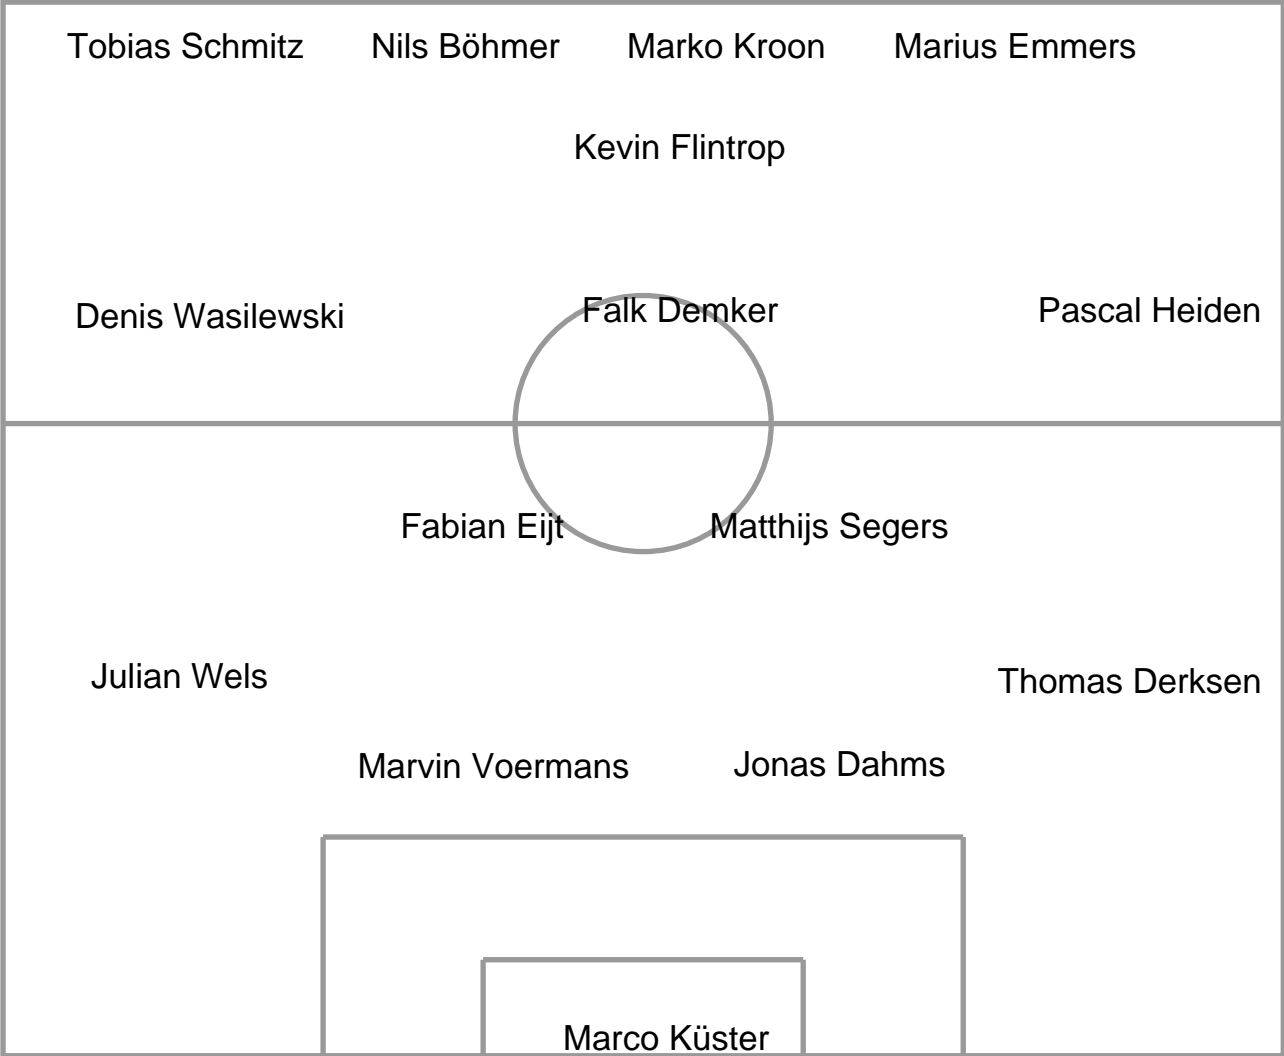 Tobias Schmitz Nils Böhmer Marko Kroon Marius Emmers
Kevin Flintrop
Denis Wasilewski Falk Demker Pascal Heiden
Fabian Eijt Matthijs Segers
Julian Wels Thomas Derksen
Marvin Voermans Jonas Dahms
Marco Küster